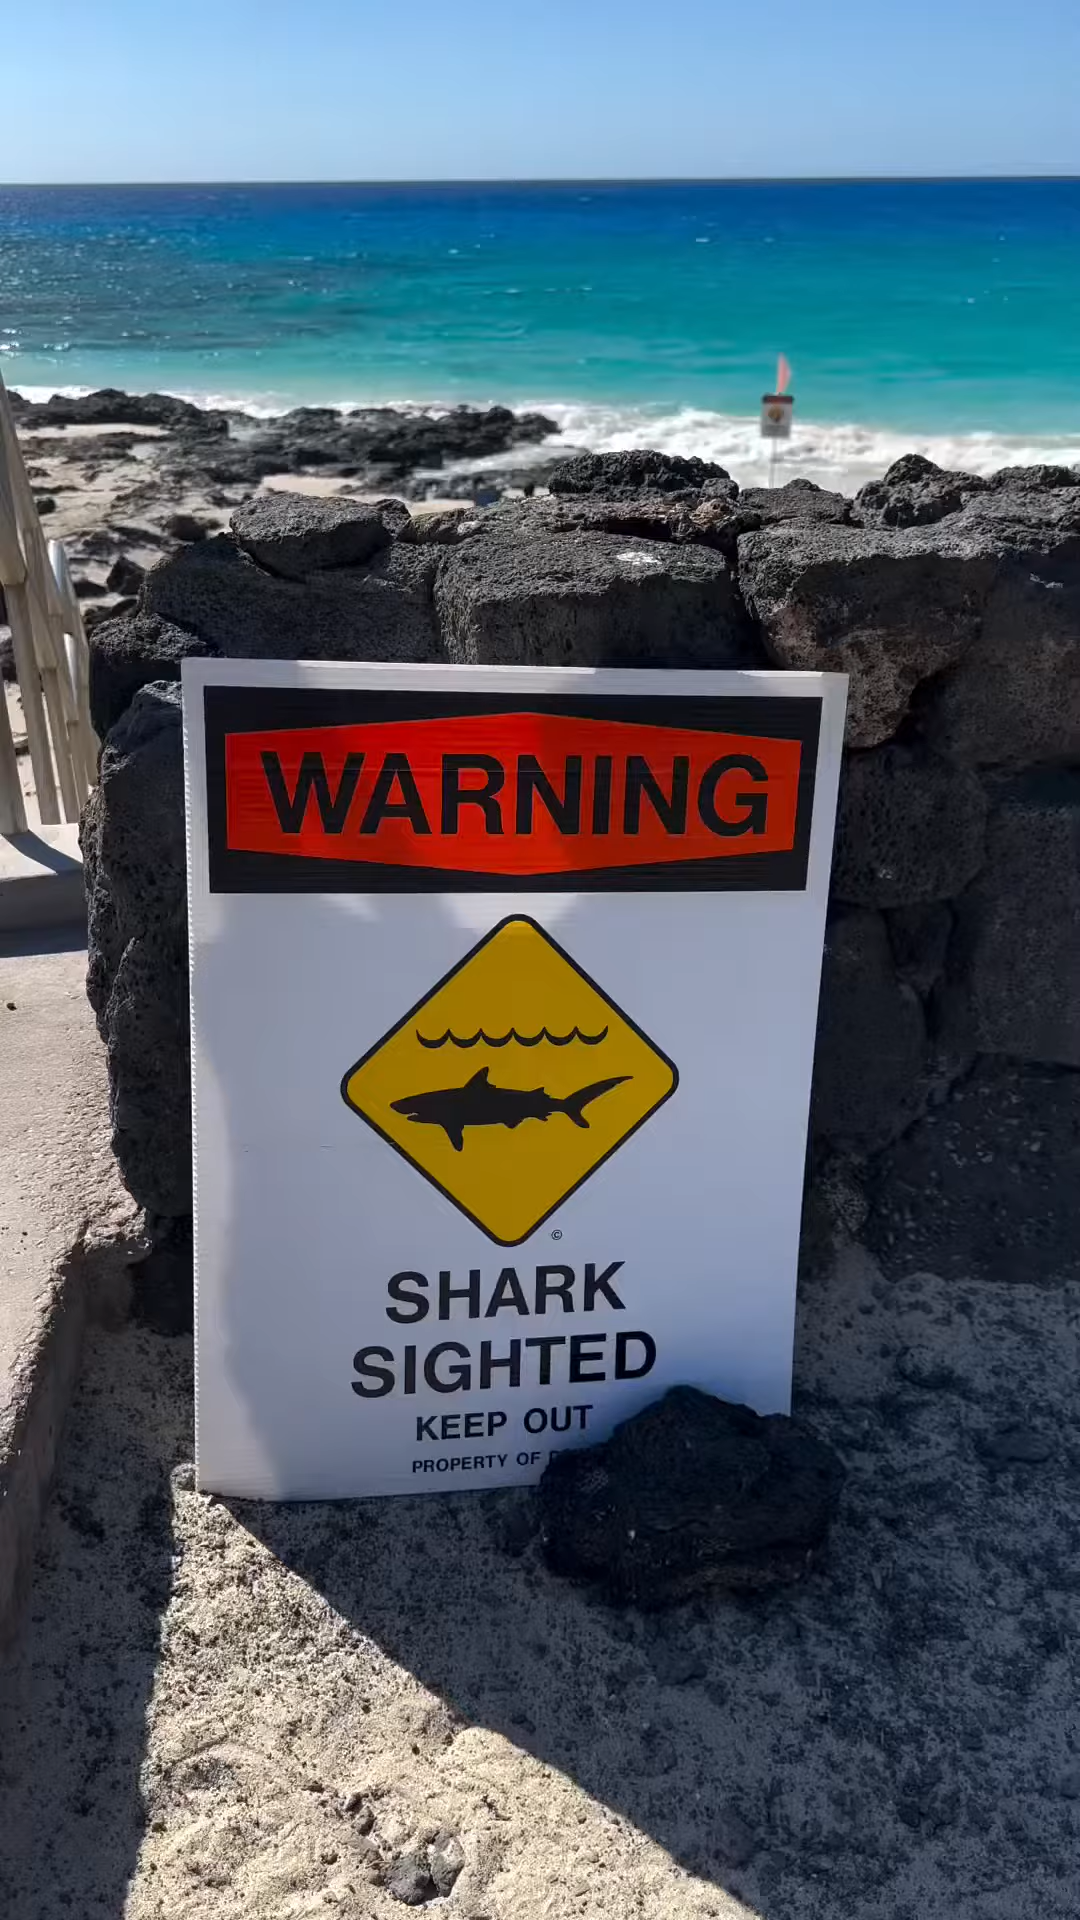 WARNING
©
SHARK
SIGHTED
KEEP OUT
PROPERTY OF